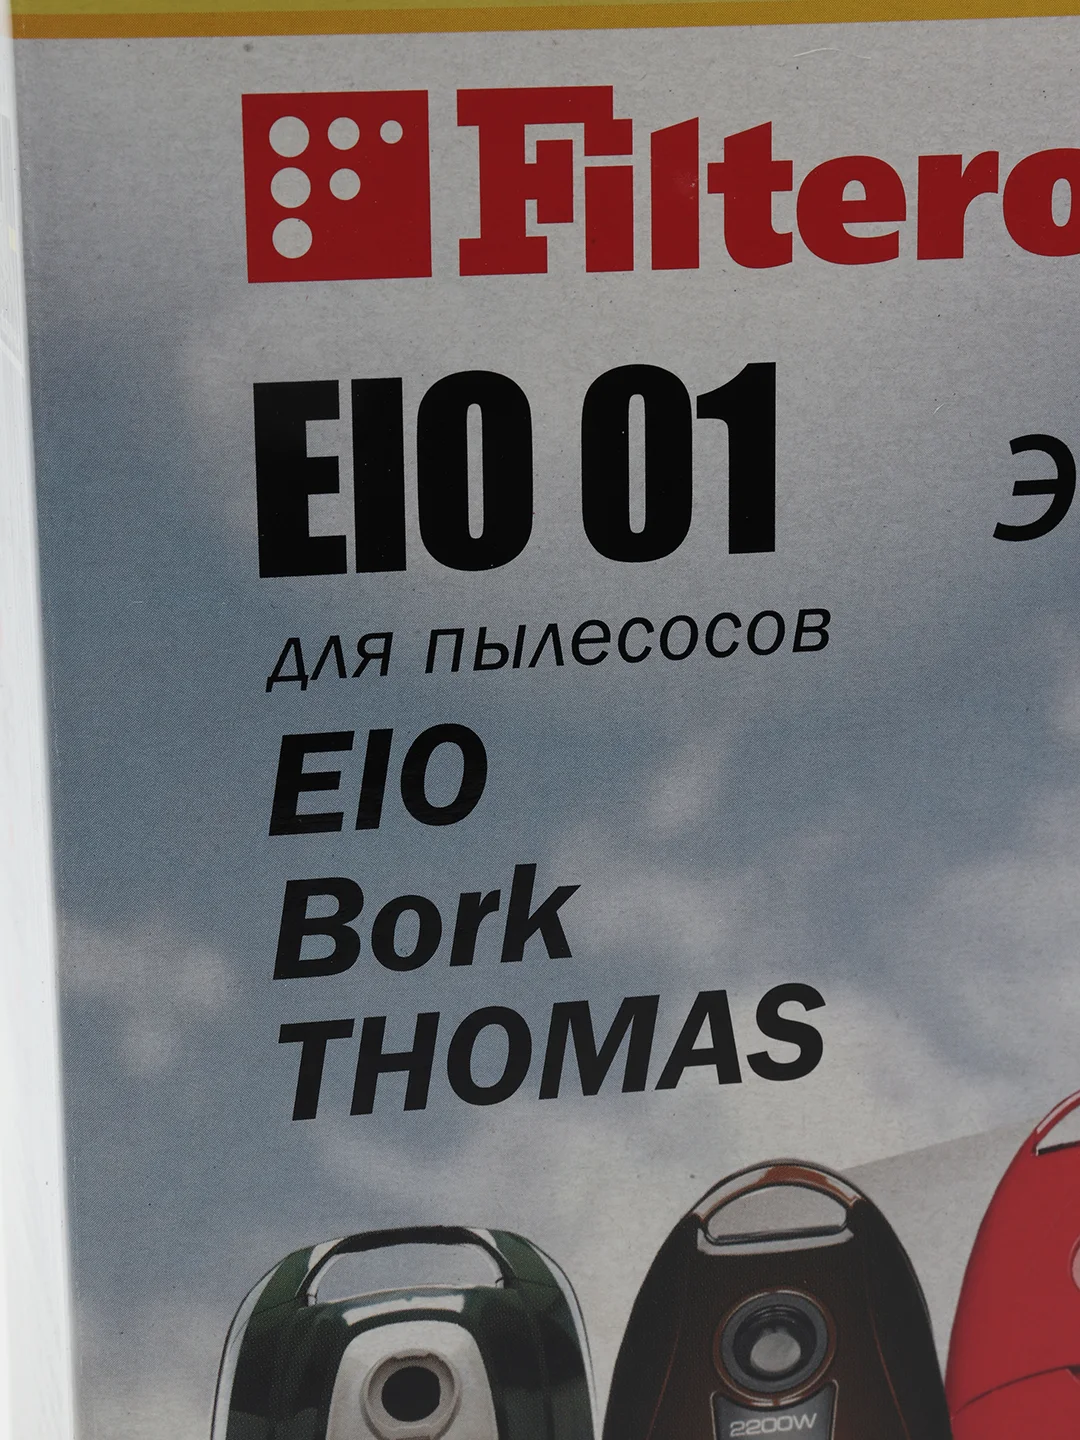 Filtero
EIO 01
Э
для пылесосов
EIO
Bork
THOMAS
2200W